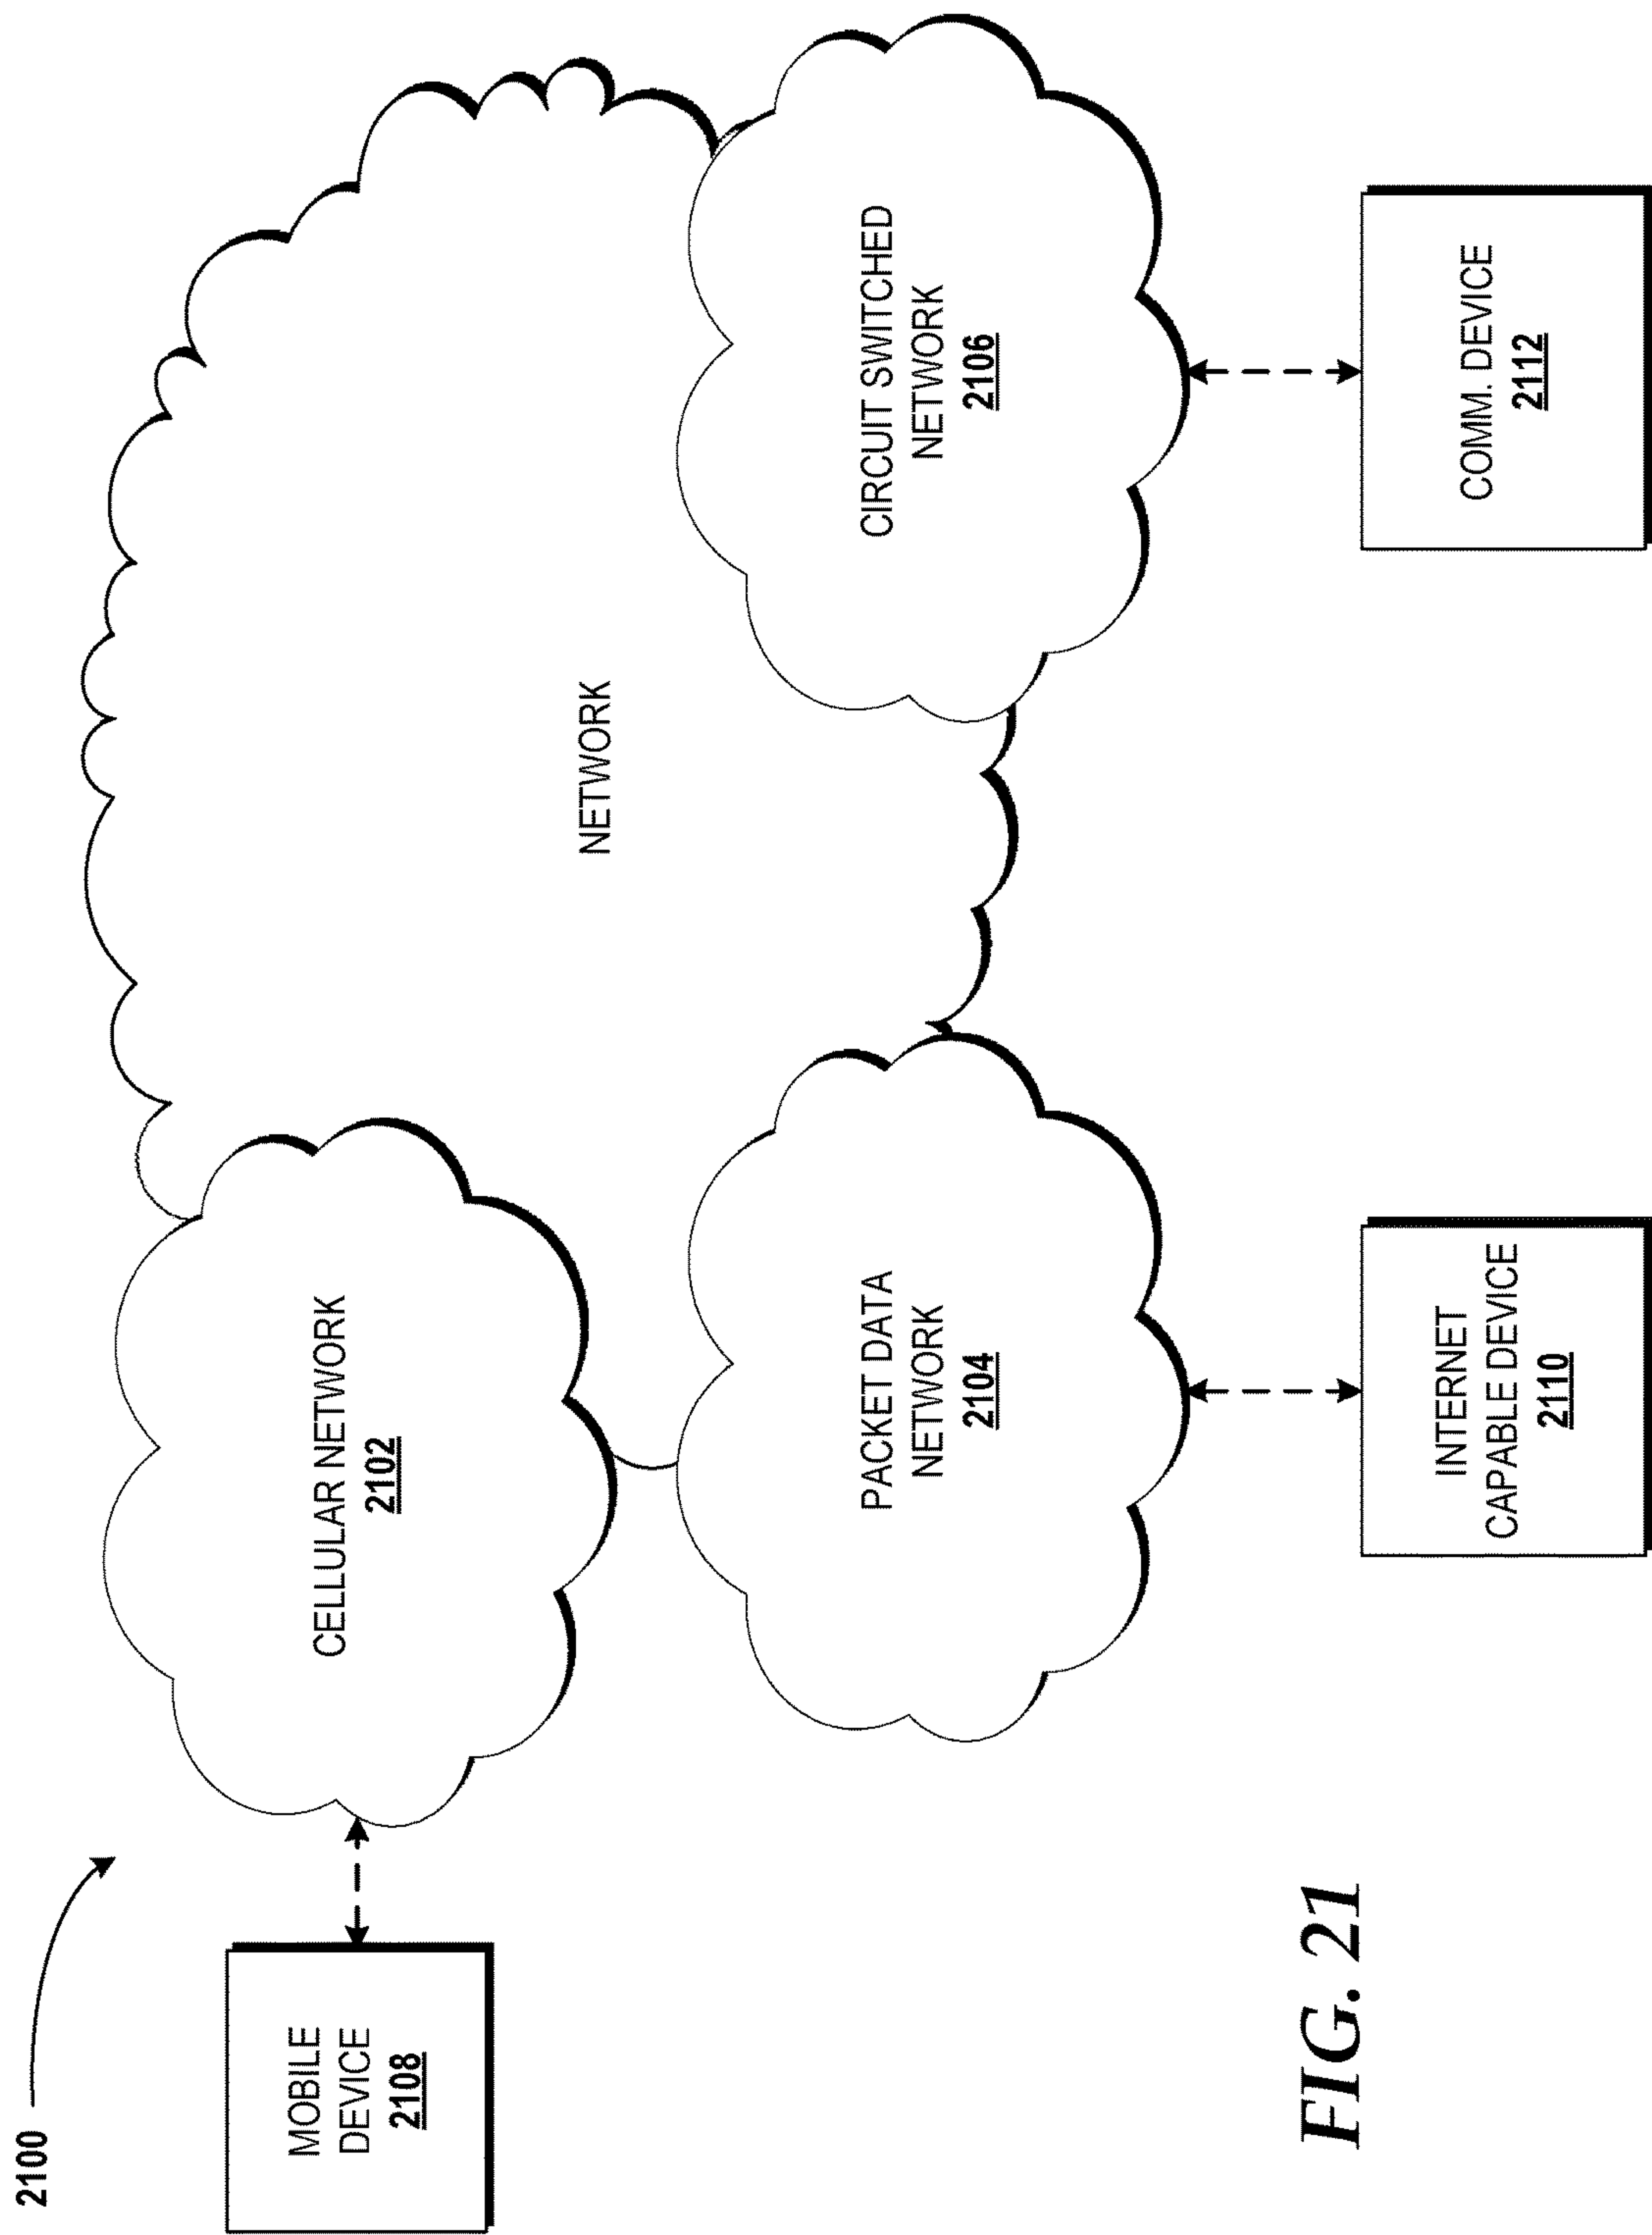 2100
MOBILE
DEVICE
2108
CELLULAR NETWORK
2102
NETWORK
PACKET DATA
NETWORK
2104
CIRCUIT SWITCHED
NETWORK
2106
INTERNET
CAPABLE DEVICE
2110
COMM. DEVICE
2112
FIG. 21